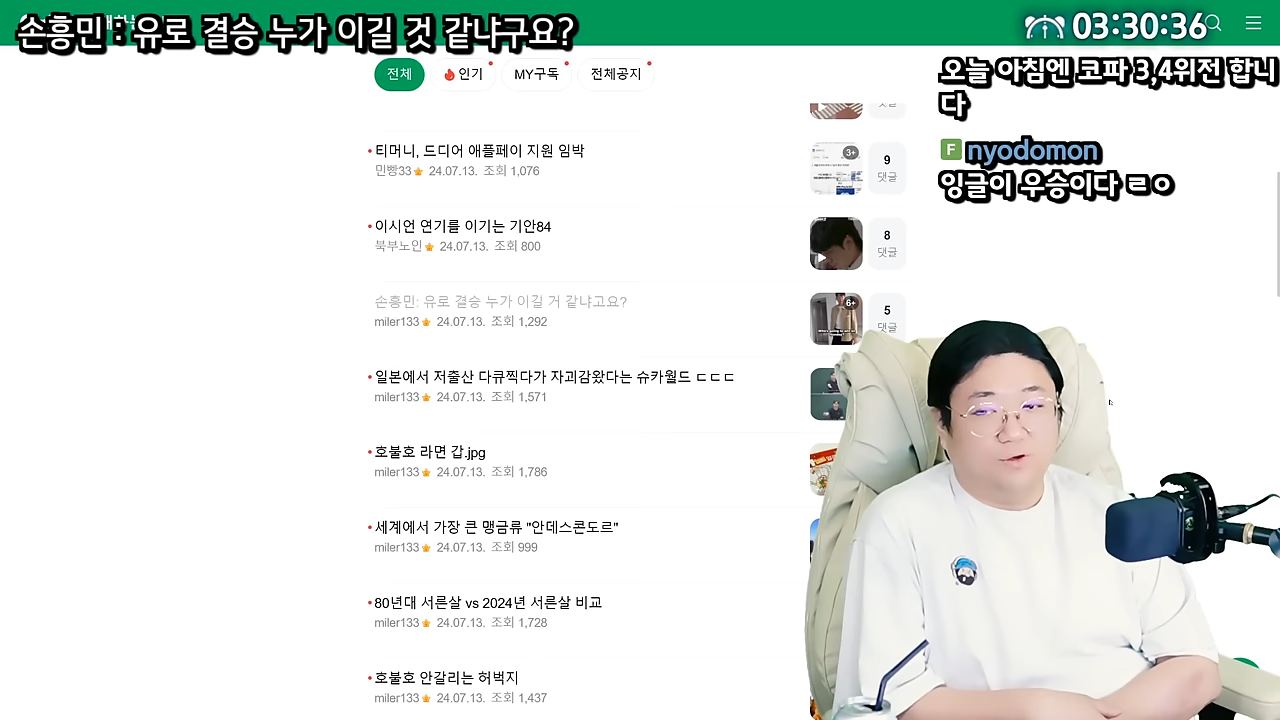 손흥민 : 유로 결승 누가 이길 것 같냐구요?
03:30:36
전체
인기
MY구독
전체공지
오늘 아침엔 코파 3,4위전 합니
다
F nyodomon
잉글이 우승이다 ㄹㅇ
댓글
티머니, 드디어 애플페이 지원 임박
민삥33 24.07.13. 조회 1,076
3+
9
댓글
이시언 연기를 이기는 기안84
북부노인 24.07.13. 조회 800
8
댓글
손흥민: 유로 결승 누가 이길 거 같냐고요?
miler133 24.07.13. 조회 1,292
6+
5
댓글
일본에서 저출산 다큐찍다가 자괴감왔다는 슈카월드 ㄷㄷㄷ
miler133 24.07.13. 조회 1,571
호불호 라면 갑.jpg
miler133 24.07.13. 조회 1,786
세계에서 가장 큰 맹금류 "안데스콘도르"
miler133 24.07.13. 조회 999
80년대 서른살 vs 2024년 서른살 비교
miler133 24.07.13. 조회 1,728
호불호 안갈리는 허벅지
miler133 24.07.13. 조회 1,437